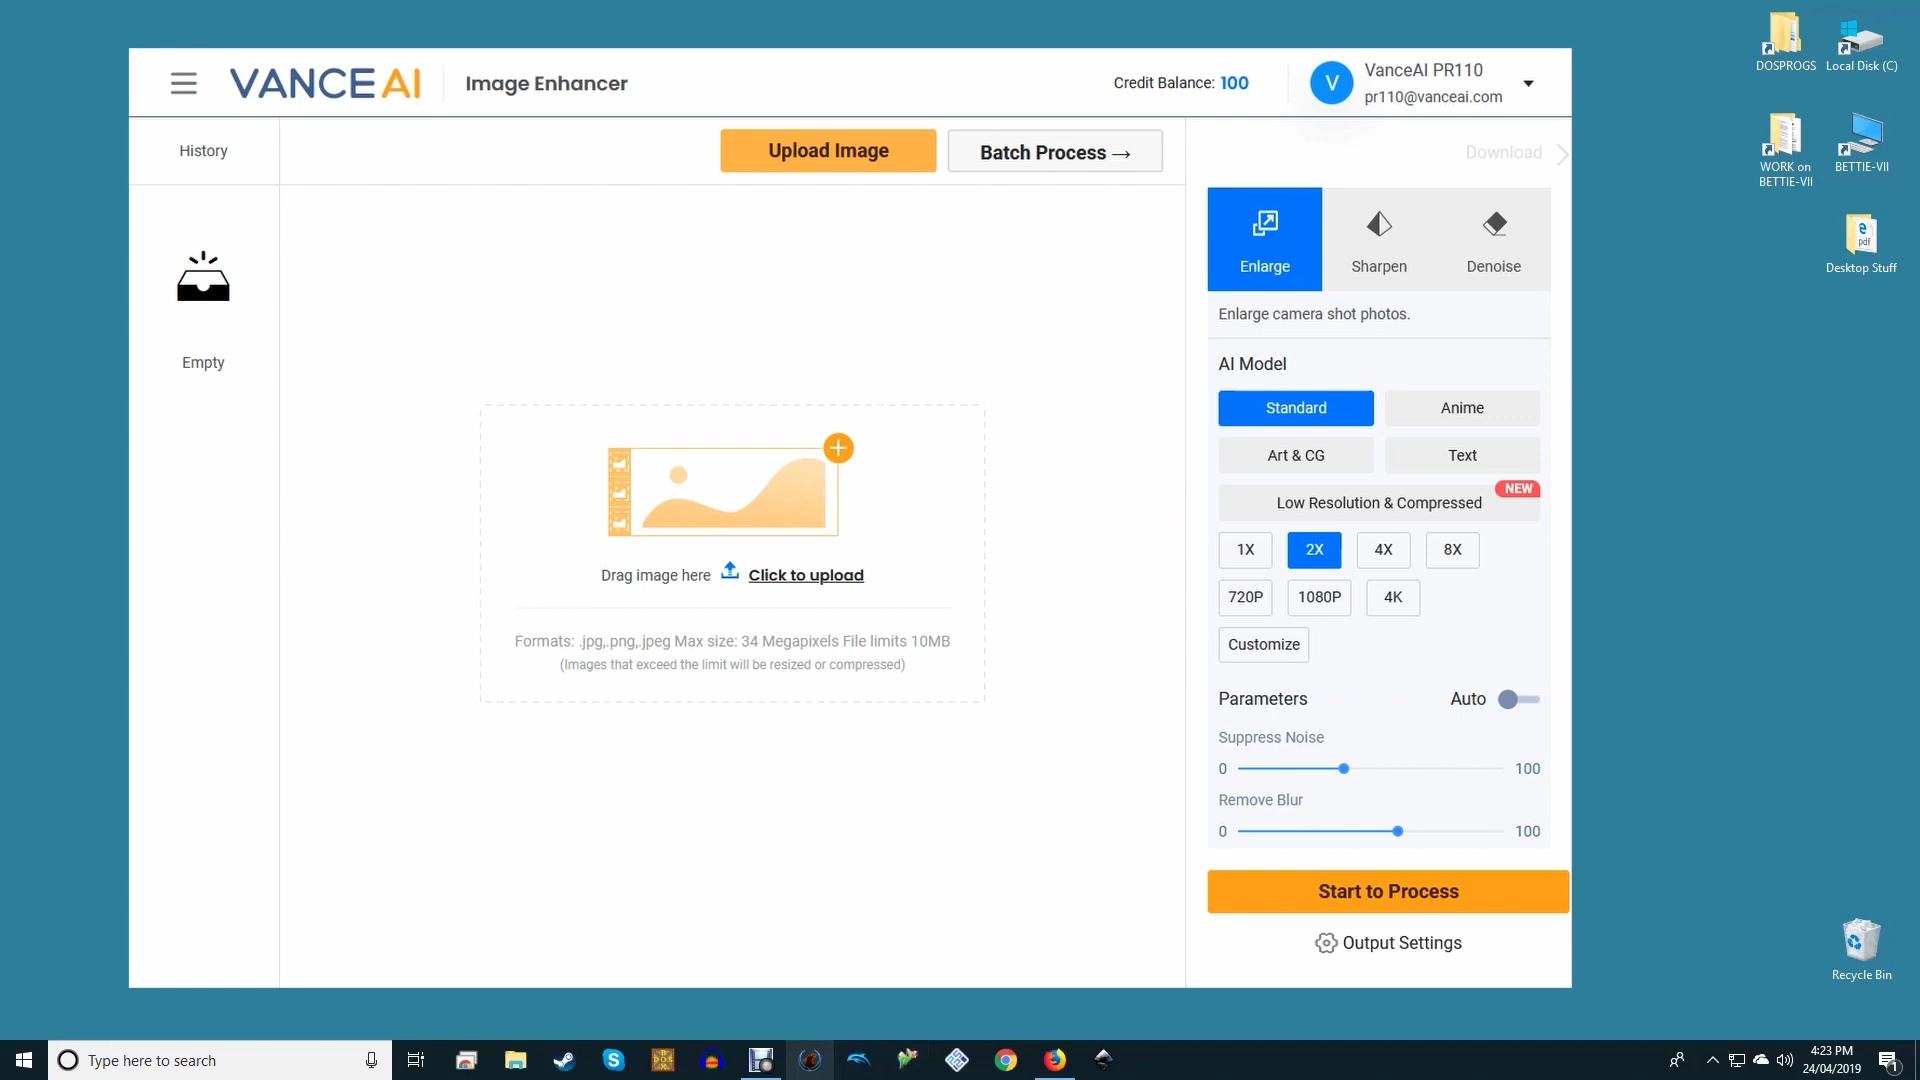 VANCE AI
Image Enhancer
Credit Balance: 100
V
VanceAI PR110
pr110@vanceai.com
History
Upload Image
Batch Process →
Download
Empty
Enlarge
Sharpen
Denoise
Enlarge camera shot photos.
AI Model
Standard
Anime
Art & CG
Text
NEW
Low Resolution & Compressed
1X
2X
4X
8X
720P
1080P
4K
Customize
Drag image here
Click to upload
Formats: .jpg,.png,.jpeg Max size: 34 Megapixels File limits 10MB
(Images that exceed the limit will be resized or compressed)
Parameters
Auto
Suppress Noise
0
100
Remove Blur
0
100
Start to Process
Output Settings
DOSPROGS
Local Disk (C)
WORK on
BETTIE-VII
BETTIE-VII
pdf
Desktop Stuff
Recycle Bin
Type here to search
4:23 PM
24/04/2019
1